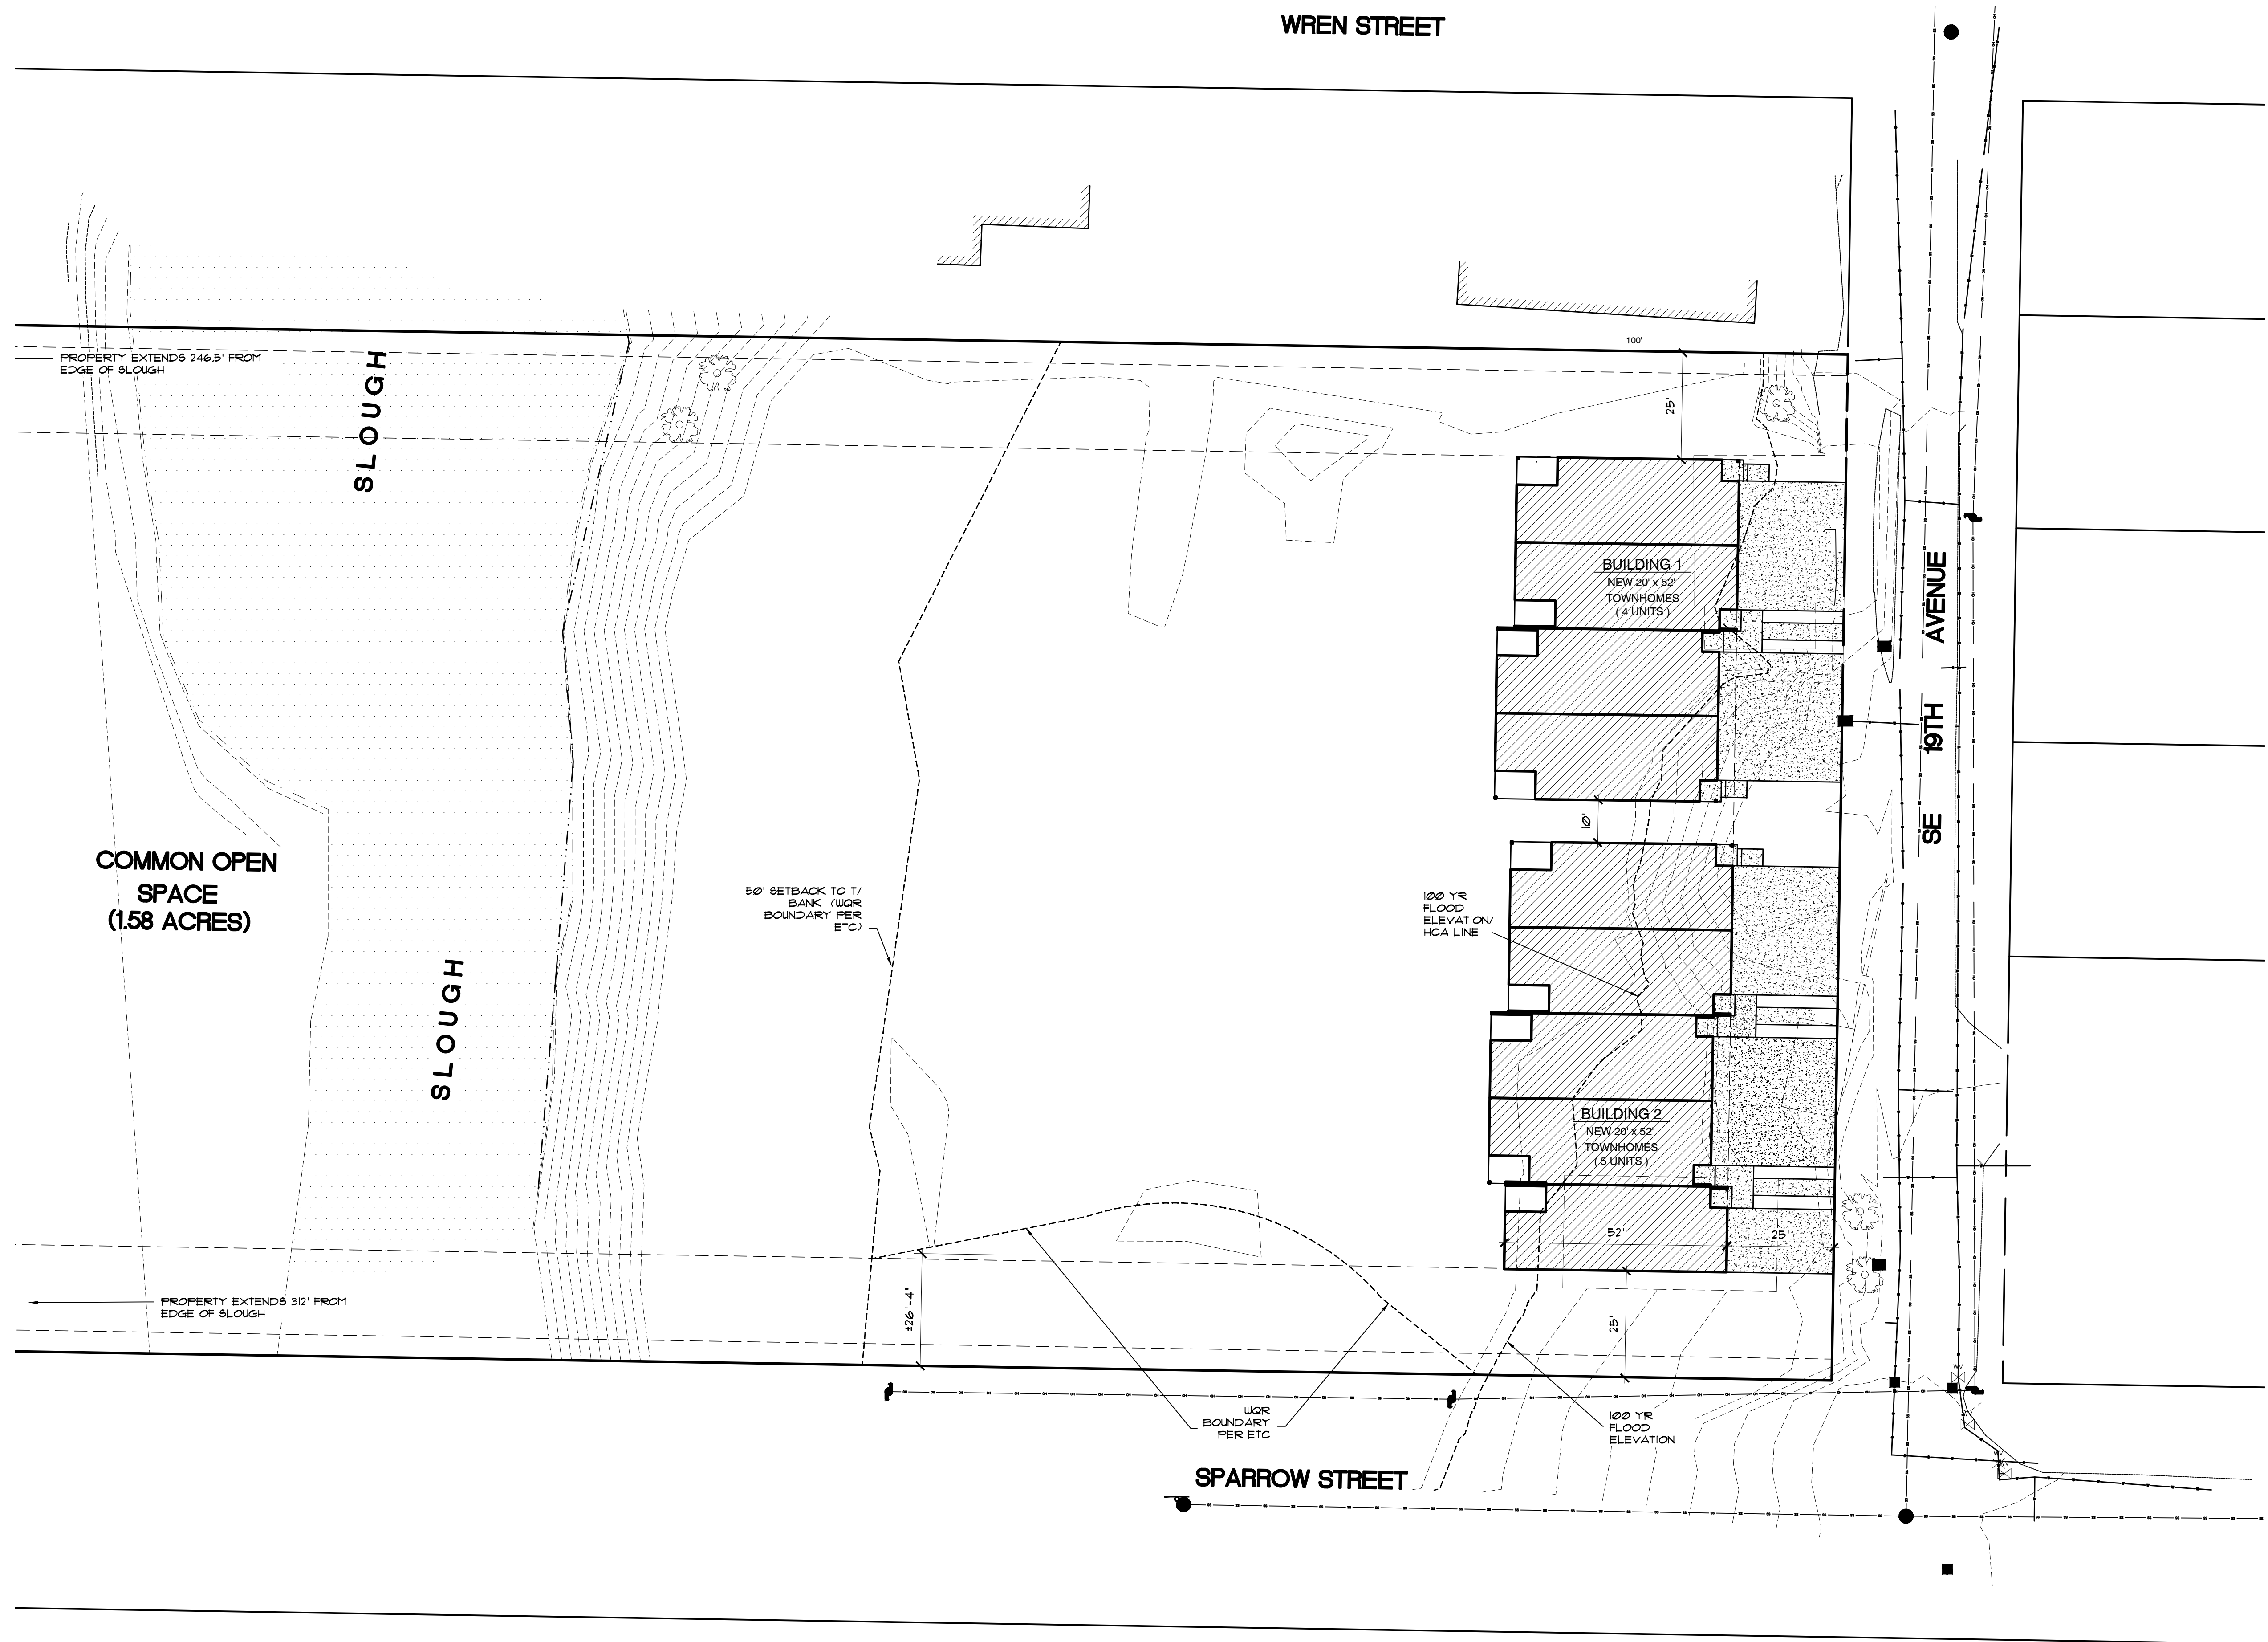 WREN STREET
PROPERTY EXTENDS 246.5' FROM
EDGE OF SLOUGH
SLOUGH
100'
25'
BUILDING 1
NEW 20' x 52'
TOWNHOMES
( 4 UNITS )
SE 19TH AVENUE
10'
COMMON OPEN
SPACE
(1.58 ACRES)
50' SETBACK TO T/
BANK (WQR
BOUNDARY PER
ETC)
100 YR
FLOOD
ELEVATION/
HCA LINE
SLOUGH
BUILDING 2
NEW 20' x 52'
TOWNHOMES
( 5 UNITS )
52'
25'
PROPERTY EXTENDS 312' FROM
EDGE OF SLOUGH
±26'-4"
25'
WQR
BOUNDARY
PER ETC
100 YR
FLOOD
ELEVATION
SPARROW STREET